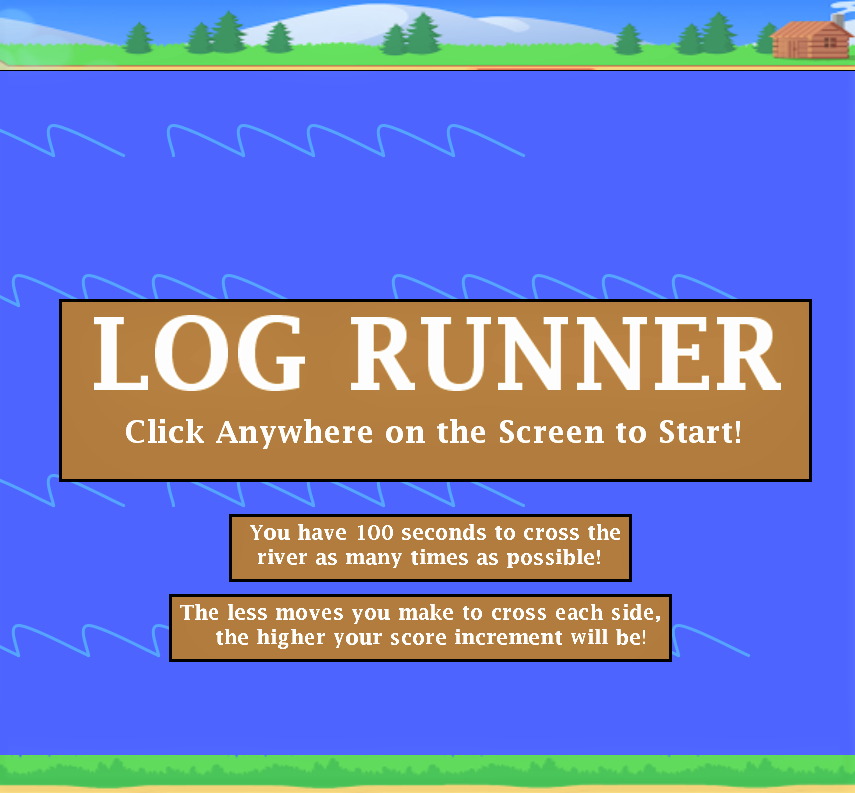 LOG RUNNER
Click Anywhere on the Screen to Start!
You have 100 seconds to cross the
river as many times as possible!
The less moves you make to cross each side,
the higher your score increment will be!